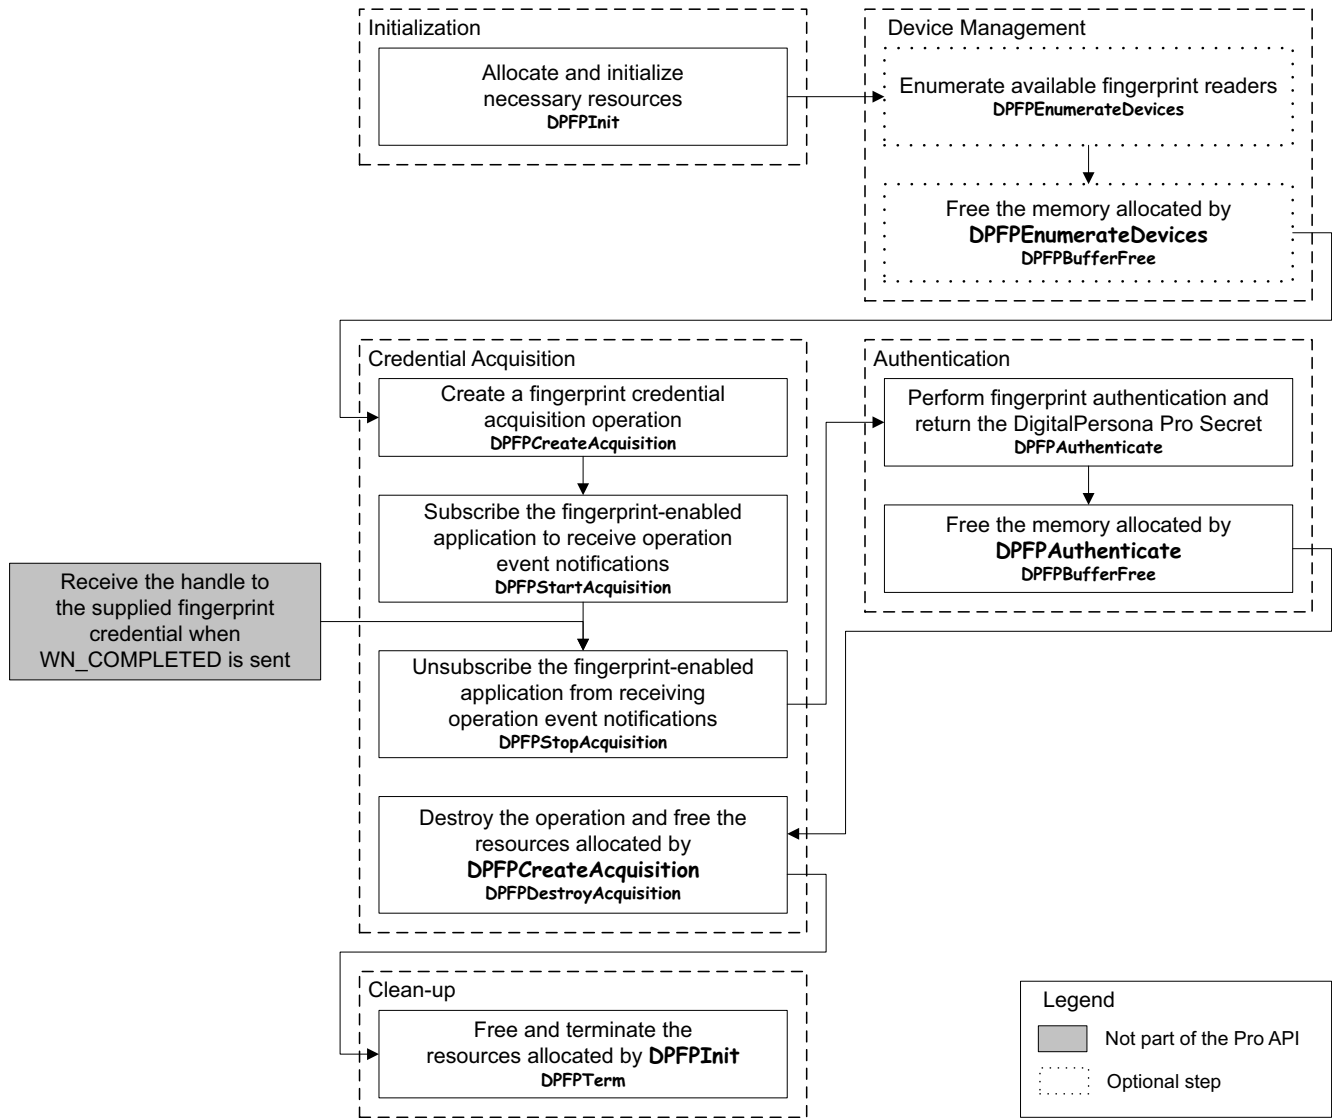 Initialization
Allocate and initialize
necessary resources
DPFPInit
Device Management
Enumerate available fingerprint readers
DPFPEnumerateDevices
Free the memory allocated by
DPFPEnumerateDevices
DPFPBufferFree
Credential Acquisition
Create a fingerprint credential
acquisition operation
DPFPCreateAcquisition
Subscribe the fingerprint-enabled
application to receive operation
event notifications
DPFPStartAcquisition
Receive the handle to
the supplied fingerprint
credential when
WN_COMPLETED is sent
Unsubscribe the fingerprint-enabled
application from receiving
operation event notifications
DPFPStopAcquisition
Destroy the operation and free the
resources allocated by
DPFPCreateAcquisition
DPFPDestroyAcquisition
Authentication
Perform fingerprint authentication and
return the DigitalPersona Pro Secret
DPFPAuthenticate
Free the memory allocated by
DPFPAuthenticate
DPFPBufferFree
Clean-up
Free and terminate the
resources allocated by DPFPInit
DPFPTerm
Legend
Not part of the Pro API
Optional step